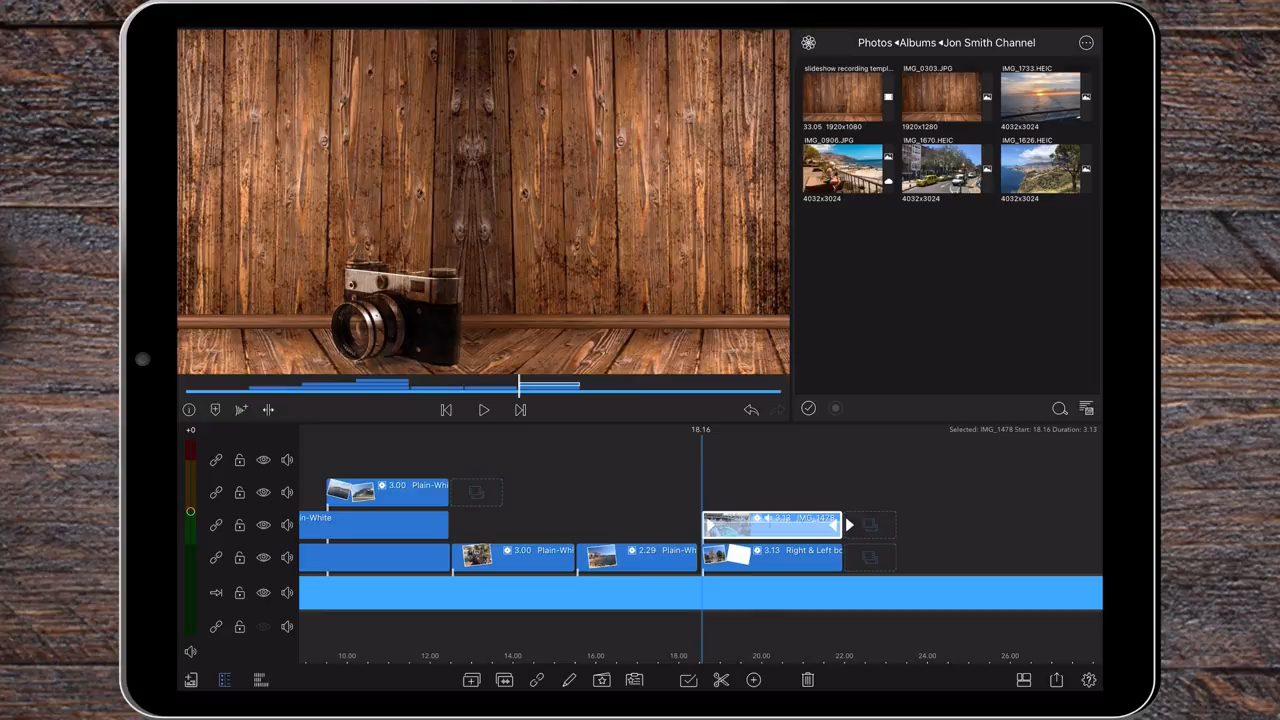 Photos ◂Albums ◂Jon Smith Channel
slideshow recording templ...
IMG_0303.JPG
IMG_1733.HEIC
33.05 1920x1080
1920x1280
4032x3024
IMG_0906.JPG
IMG_1670.HEIC
IMG_1626.HEIC
4032x3024
4032x3024
4032x3024
+0
18.16
Selected: IMG_1478 Start: 18.16 Duration: 3.13
3.00 Plain-Whi
in-White
IMG_1478
3.00 Plain-Whi
2.29 Plain-Wh
3.13 Right & Left bo
10.00
12.00
14.00
16.00
18.00
20.00
22.00
24.00
26.00